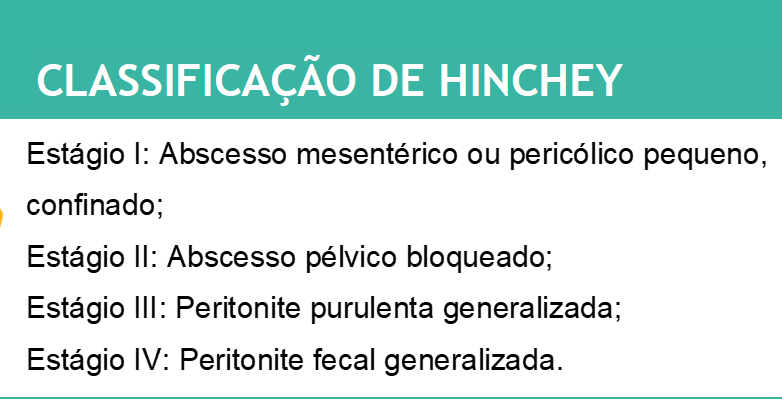 CLASSIFICAÇÃO DE HINCHEY
Estágio I: Abscesso mesentérico ou pericólico pequeno,
confinado;
Estágio II: Abscesso pélvico bloqueado;
Estágio III: Peritonite purulenta generalizada;
Estágio IV: Peritonite fecal generalizada.